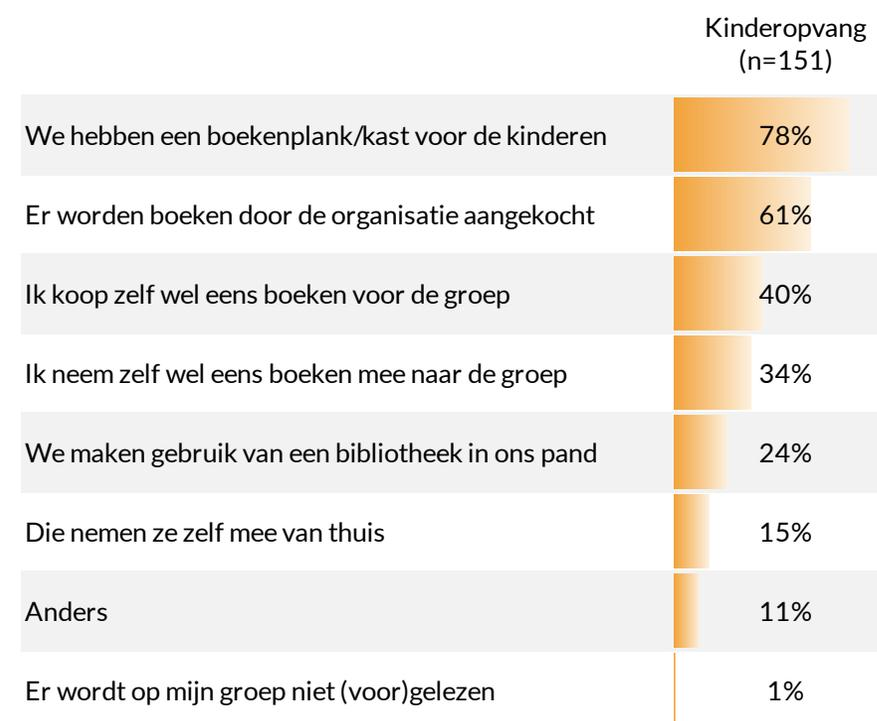 Kinderopvang
(n=151)
We hebben een boekenplank/kast voor de kinderen 78%
Er worden boeken door de organisatie aangekocht 61%
Ik koop zelf wel eens boeken voor de groep 40%
Ik neem zelf wel eens boeken mee naar de groep 34%
We maken gebruik van een bibliotheek in ons pand 24%
Die nemen ze zelf mee van thuis 15%
Anders 11%
Er wordt op mijn groep niet (voor)gelezen 1%